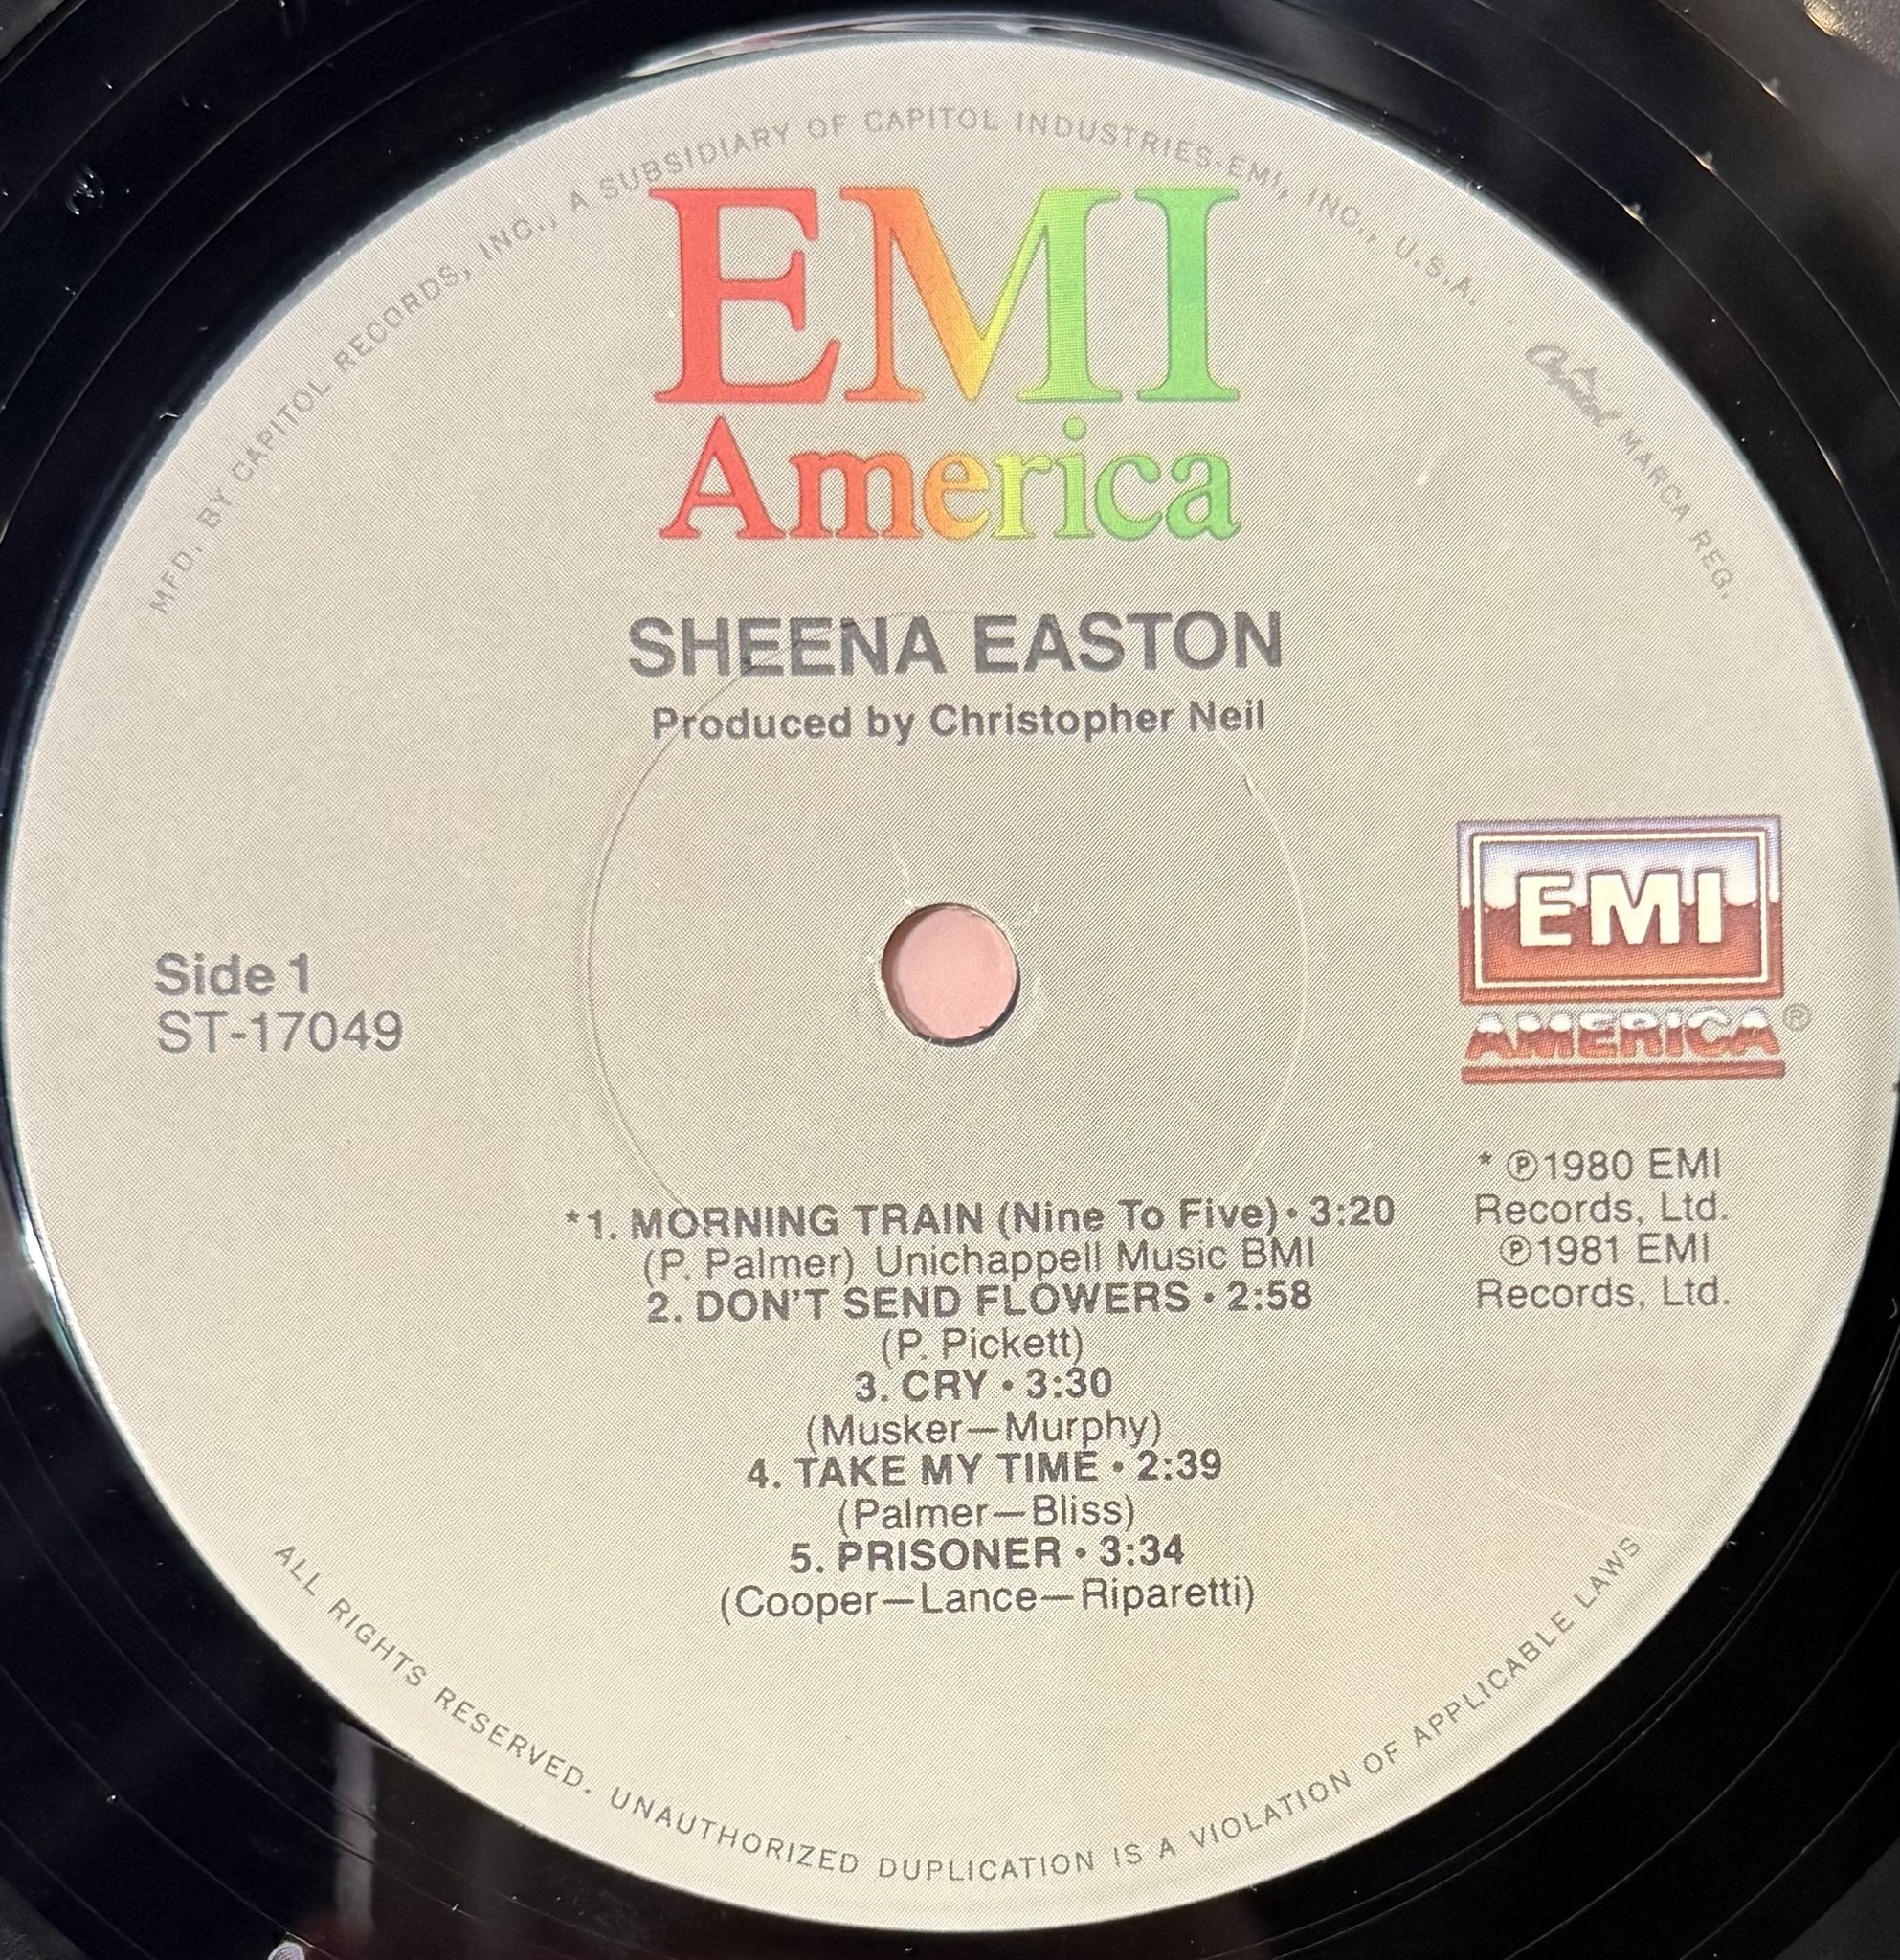 MFD. BY CAPITOL RECORDS, INC., A SUBSIDIARY OF CAPITOL INDUSTRIES-EMI, INC., U.S.A. · Capitol MARCA REG.
EMI
America
SHEENA EASTON
Produced by Christopher Neil
Side 1
ST-17049
EMI
AMERICA®
* ℗1980 EMI
Records, Ltd.
℗1981 EMI
Records, Ltd.
*1. MORNING TRAIN (Nine To Five) • 3:20
(P. Palmer) Unichappell Music BMI
2. DON'T SEND FLOWERS • 2:58
(P. Pickett)
3. CRY • 3:30
(Musker—Murphy)
4. TAKE MY TIME • 2:39
(Palmer—Bliss)
5. PRISONER • 3:34
(Cooper—Lance—Riparetti)
ALL RIGHTS RESERVED. UNAUTHORIZED DUPLICATION IS A VIOLATION OF APPLICABLE LAWS